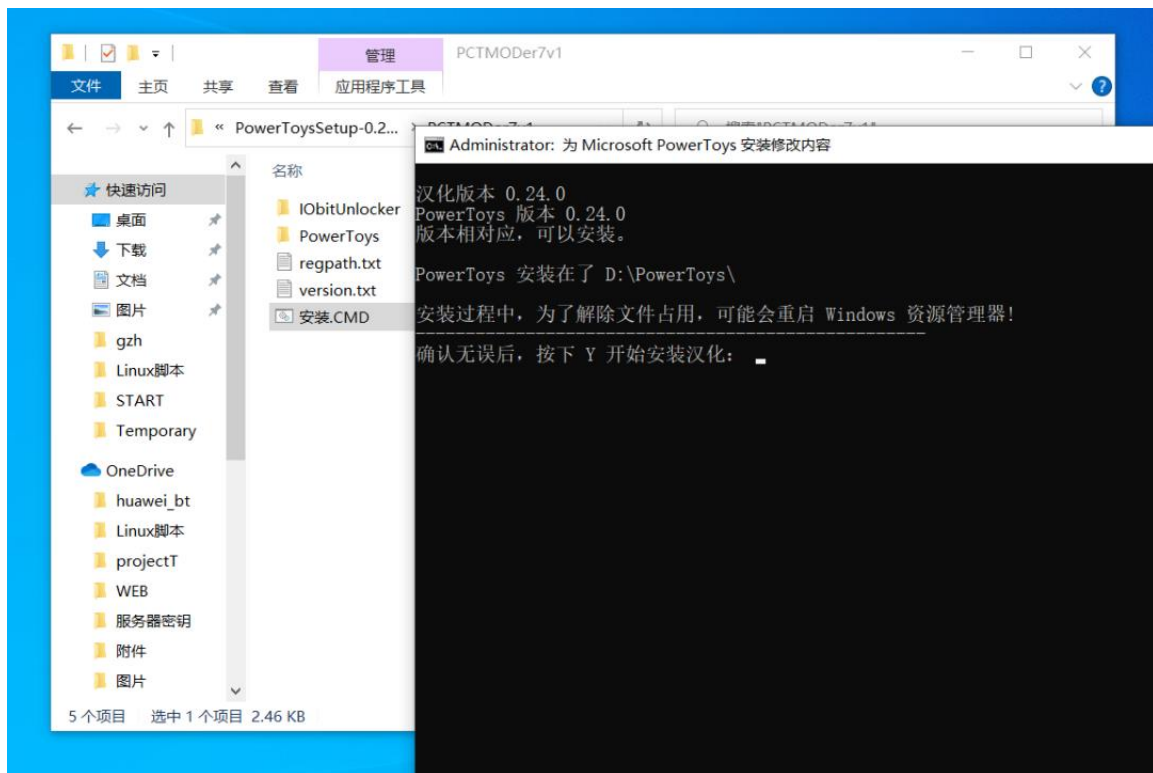 管理
PCTMODer7v1
文件 主页 共享 查看 应用程序工具
« PowerToysSetup-0.2... ›
快速访问
桌面
下载
文档
图片
gzh
Linux脚本
START
Temporary
OneDrive
huawei_bt
Linux脚本
projectT
WEB
服务器密钥
附件
图片
名称
IObitUnlocker
PowerToys
regpath.txt
version.txt
安装.CMD
5 个项目 选中 1 个项目 2.46 KB
Administrator: 为 Microsoft PowerToys 安装修改内容
汉化版本 0.24.0
PowerToys 版本 0.24.0
版本相对应，可以安装。
PowerToys 安装在了 D:\PowerToys\
安装过程中，为了解除文件占用，可能会重启 Windows 资源管理器!
确认无误后，按下 Y 开始安装汉化：